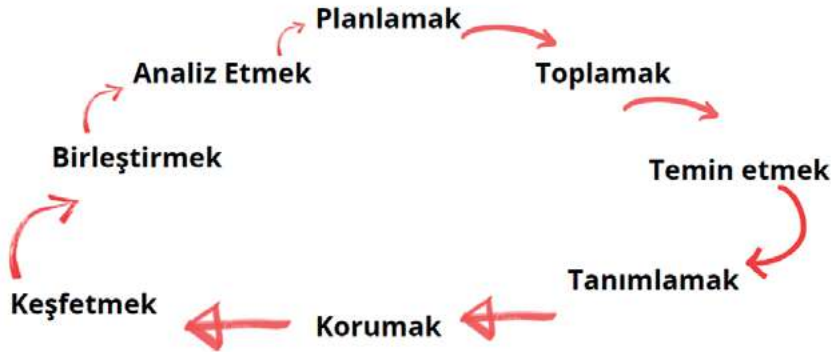 Planlamak
Analiz Etmek
Toplamak
Birleştirmek
Temin etmek
Tanımlamak
Keşfetmek
Korumak